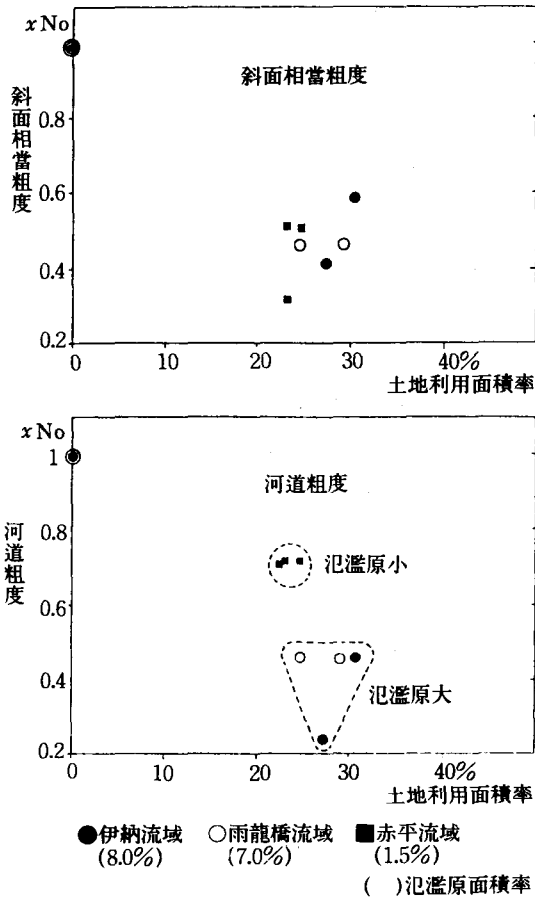 x No
斜面相當粗度
斜面相當粗度
0.8
0.6
0.4
0.2
0 10 20 30 40%
土地利用面積率
x No
1
河道粗度
河道粗度
0.8
氾濫原小
0.6
0.4
氾濫原大
0.2
0 10 20 30 40%
土地利用面積率
●伊納流域 ○雨龍橋流域 ■赤平流域
(8.0%) (7.0%) (1.5%)
( )氾濫原面積率